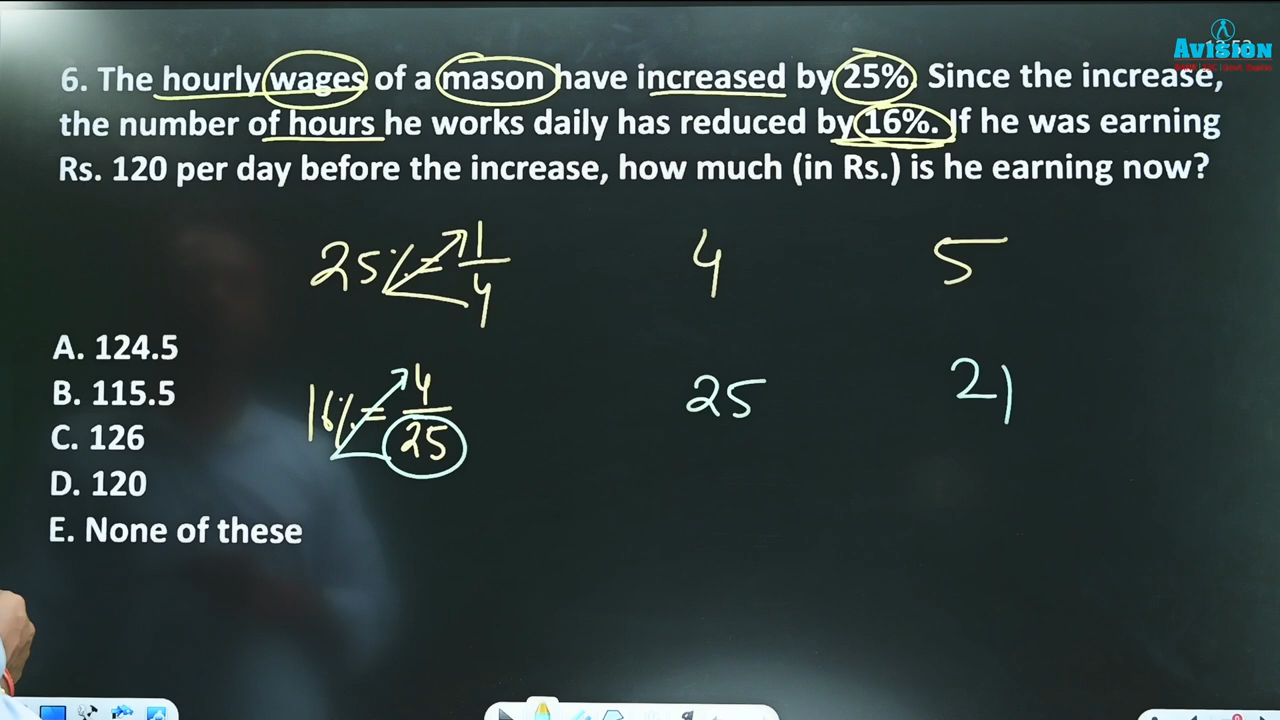 AVISION
6. The hourly wages of a mason have increased by 25%. Since the increase,
the number of hours he works daily has reduced by 16%. If he was earning
Rs. 120 per day before the increase, how much (in Rs.) is he earning now?
25% = 1/4 4 5
A. 124.5
B. 115.5
16% = 4/25 25 21
C. 126
D. 120
E. None of these